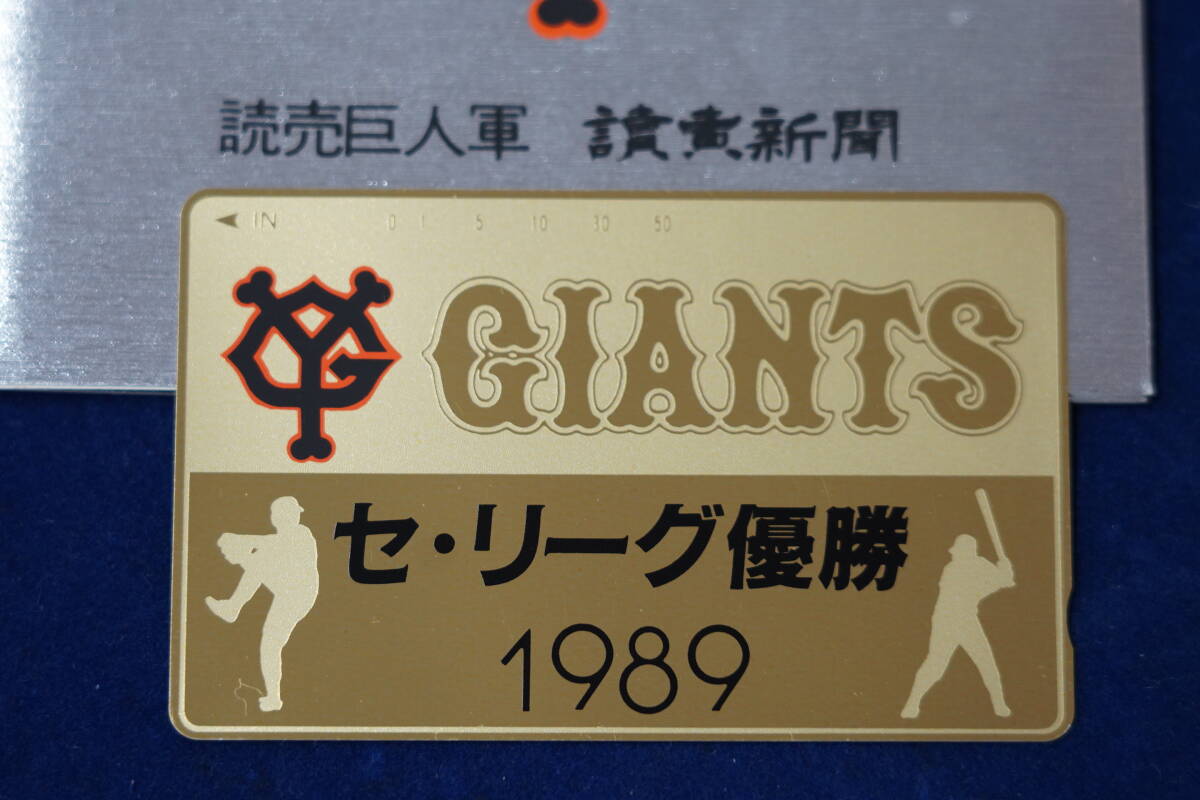 読売巨人軍 讀賣新聞
◀ IN 0 1 5 10 30 50
YG GIANTS
セ・リーグ優勝
1989